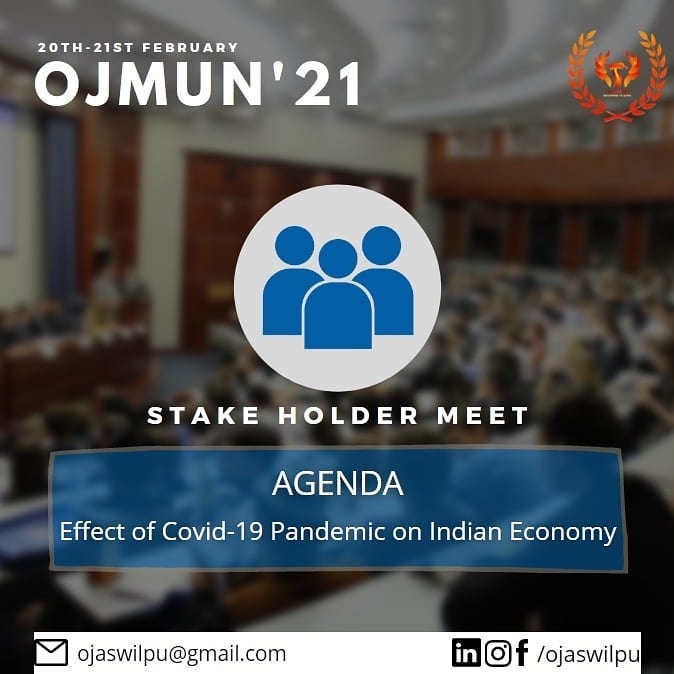 20TH-21ST FEBRUARY
OJMUN'21
STAKE HOLDER MEET
AGENDA
Effect of Covid-19 Pandemic on Indian Economy
ojaswilpu@gmail.com
/ojaswilpu